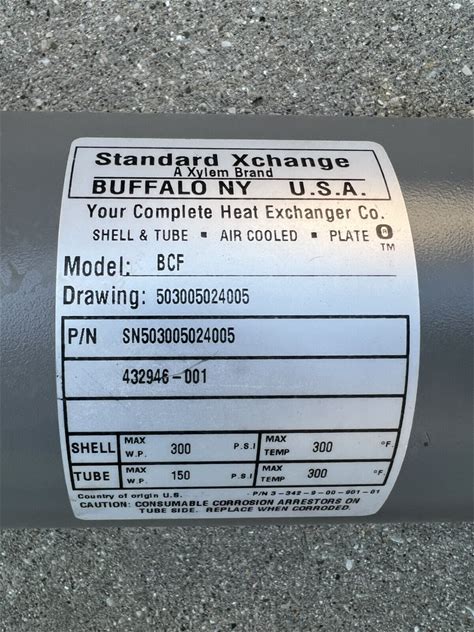 Standard Xchange
A Xylem Brand
BUFFALO NY U.S.A.
Your Complete Heat Exchanger Co.
SHELL & TUBE ▪ AIR COOLED ▪ PLATE
TM
Model: BCF
Drawing: 503005024005
P/N SN503005024005
432946-001
SHELL MAX W.P. 300 P.S.I MAX TEMP 300 °F
TUBE MAX W.P. 150 P.S.I MAX TEMP 300 °F
Country of origin U.S. P/N 3-342-9-00-901-01
CAUTION: CONSUMABLE CORROSION ARRESTORS ON
TUBE SIDE. REPLACE WHEN CORRODED.